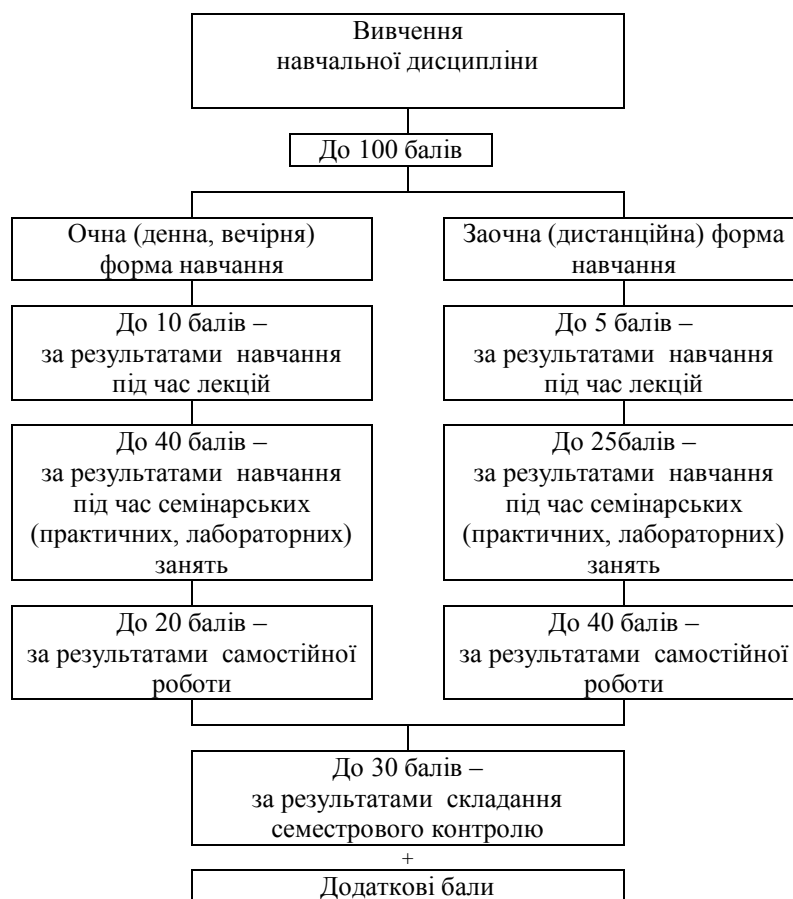 Вивчення
навчальної дисципліни
До 100 балів
Очна (денна, вечірня)
форма навчання
Заочна (дистанційна) форма
навчання
До 10 балів –
за результатами навчання
під час лекцій
До 5 балів –
за результатами навчання
під час лекцій
До 40 балів –
за результатами навчання
під час семінарських
(практичних, лабораторних)
занять
До 25балів –
за результатами навчання
під час семінарських
(практичних, лабораторних)
занять
До 20 балів –
за результатами самостійної
роботи
До 40 балів –
за результатами самостійної
роботи
До 30 балів –
за результатами складання
семестрового контролю
+
Додаткові бали